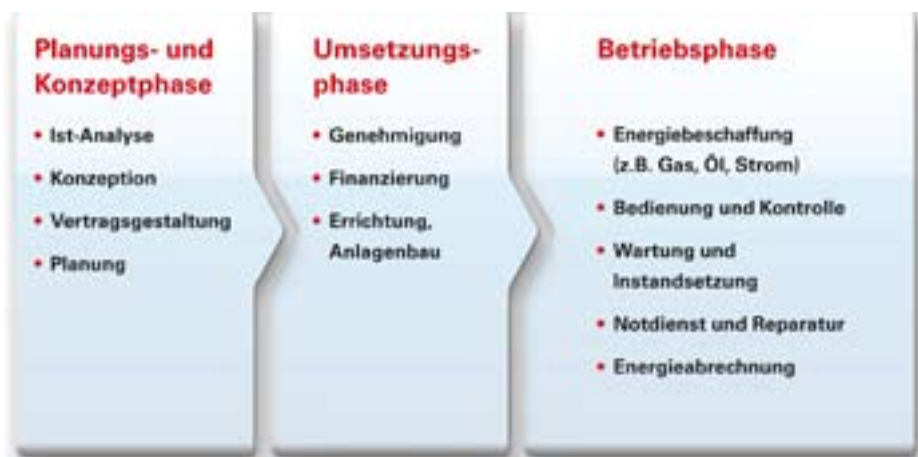 Planungs- und
Konzeptphase
• Ist-Analyse
• Konzeption
• Vertragsgestaltung
• Planung
Umsetzungs-
phase
• Genehmigung
• Finanzierung
• Errichtung,
Anlagenbau
Betriebsphase
• Energiebeschaffung
(z.B. Gas, Öl, Strom)
• Bedienung und Kontrolle
• Wartung und
Instandsetzung
• Notdienst und Reparatur
• Energieabrechnung